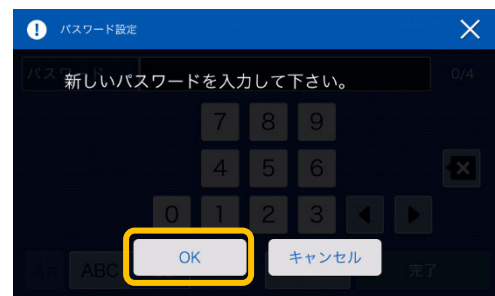 パスワード設定
パスワード
0/4
新しいパスワードを入力して下さい。
7 8 9
4 5 6
0 1 2 3
OK
キャンセル
Aa
ABC
完了